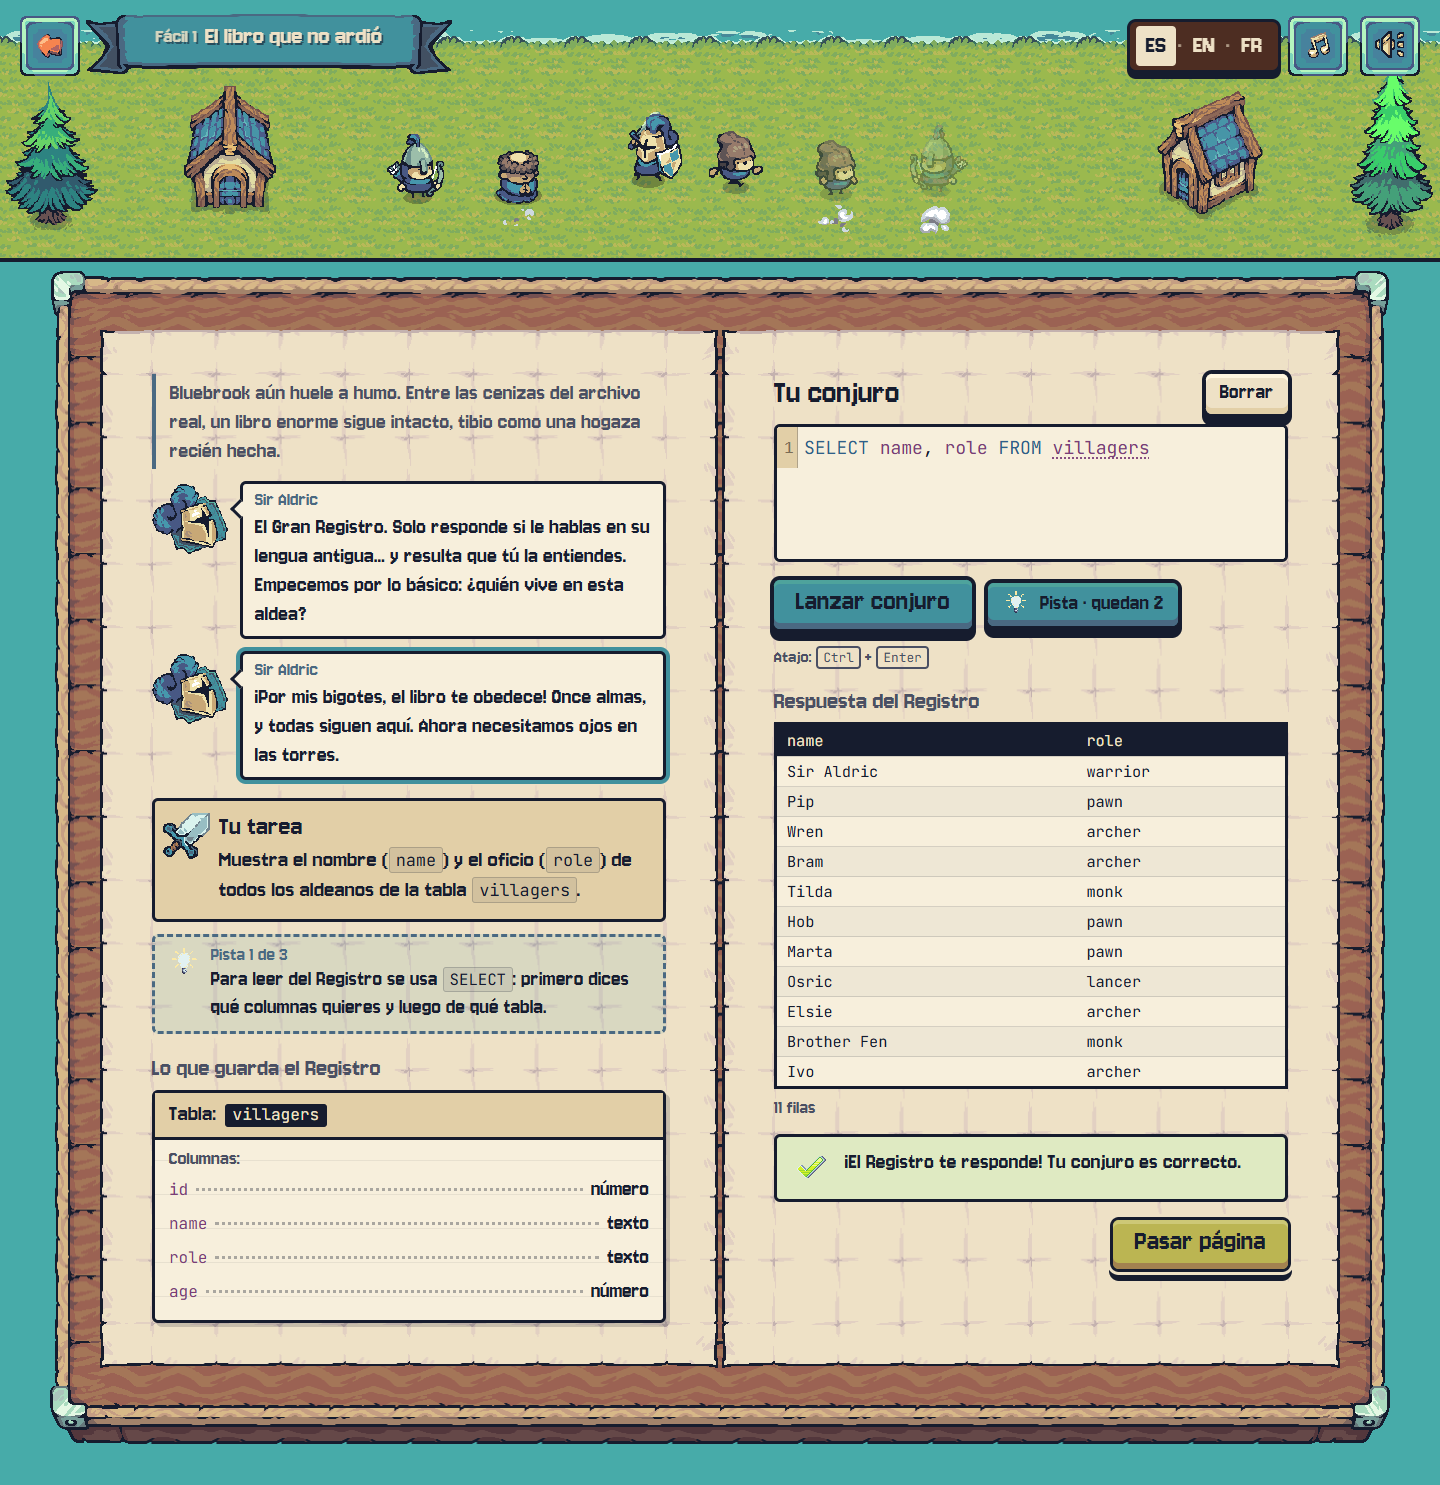 Fácil 1 El libro que no ardió
ES · EN · FR
Bluebrook aún huele a humo. Entre las cenizas del archivo
real, un libro enorme sigue intacto, tibio como una hogaza
recién hecha.
Sir Aldric
El Gran Registro. Solo responde si le hablas en su
lengua antigua... y resulta que tú la entiendes.
Empecemos por lo básico: ¿quién vive en esta
aldea?
Sir Aldric
¡Por mis bigotes, el libro te obedece! Once almas,
y todas siguen aquí. Ahora necesitamos ojos en
las torres.
Tu tarea
Muestra el nombre (name) y el oficio (role) de
todos los aldeanos de la tabla villagers.
Pista 1 de 3
Para leer del Registro se usa SELECT: primero dices
qué columnas quieres y luego de qué tabla.
Lo que guarda el Registro
Tabla: villagers
Columnas:
id número
name texto
role texto
age número
Tu conjuro
Borrar
1 SELECT name, role FROM villagers
Lanzar conjuro
Pista · quedan 2
Atajo: Ctrl + Enter
Respuesta del Registro
name role
Sir Aldric warrior
Pip pawn
Wren archer
Bram archer
Tilda monk
Hob pawn
Marta pawn
Osric lancer
Elsie archer
Brother Fen monk
Ivo archer
11 filas
¡El Registro te responde! Tu conjuro es correcto.
Pasar página